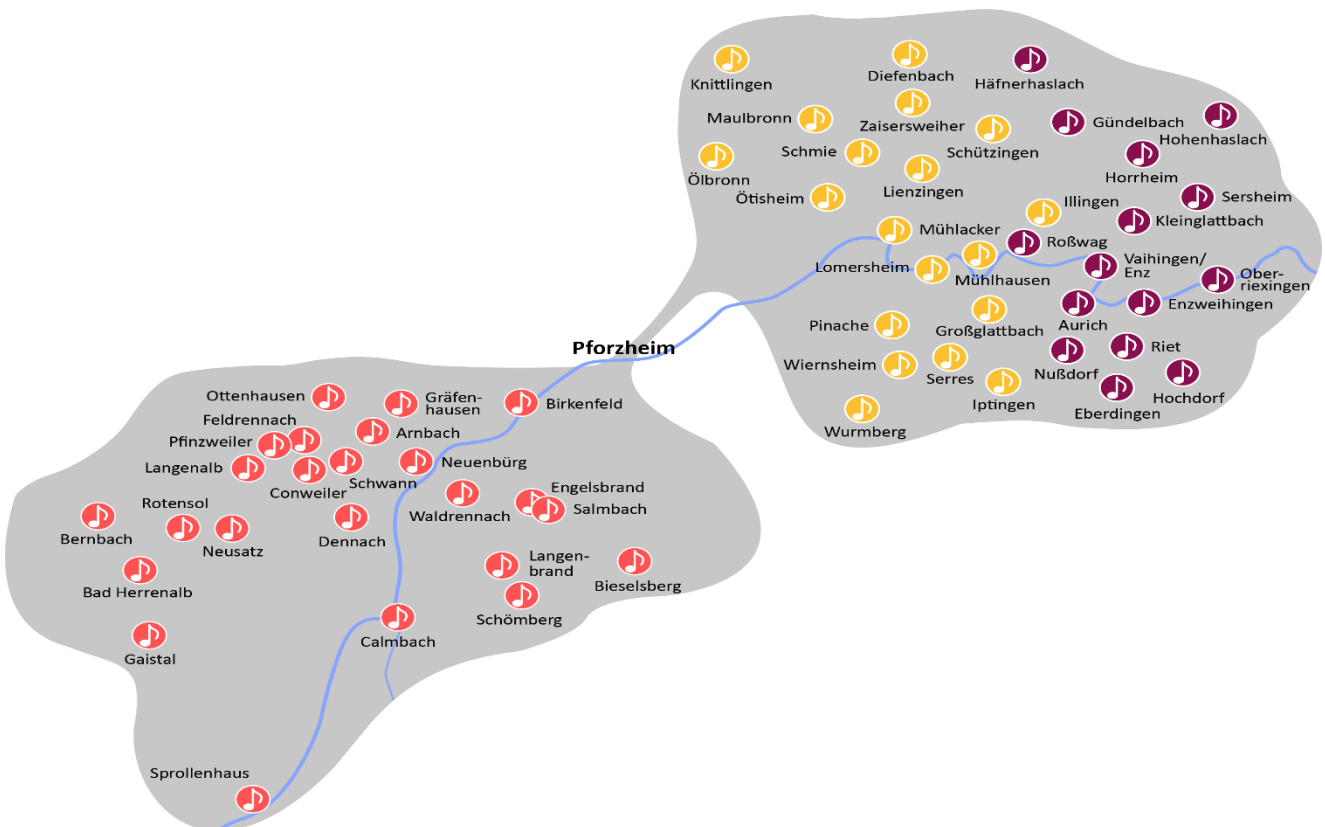 Knittlingen
Diefenbach
Häfnerhaslach
Maulbronn
Zaisersweiher
Gündelbach
Hohenhaslach
Schmie
Schützingen
Horrheim
Ölbronn
Lienzingen
Ötisheim
Illingen
Sersheim
Kleinglattbach
Mühlacker
Roßwag
Lomersheim
Mühlhausen
Vaihingen/
Enz
Ober-
riexingen
Enzweihingen
Pinache
Großglattbach
Aurich
Pforzheim
Riet
Wiernsheim
Serres
Nußdorf
Iptingen
Eberdingen
Hochdorf
Wurmberg
Ottenhausen
Gräfen-
hausen
Birkenfeld
Feldrennach
Arnbach
Pfinzweiler
Langenalb
Neuenbürg
Schwann
Conweiler
Engelsbrand
Rotensol
Waldrennach
Salmbach
Bernbach
Neusatz
Dennach
Langen-
brand
Bieselsberg
Bad Herrenalb
Schömberg
Calmbach
Gaistal
Sprollenhaus